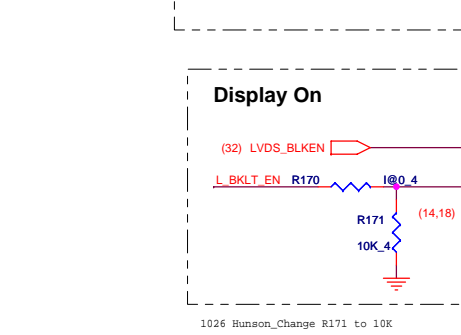 Display On
(32) LVDS_BLKEN
L_BKLT_EN R170 I@0_4
R171 (14,18)
10K_4
1026 Hunson_Change R171 to 10K